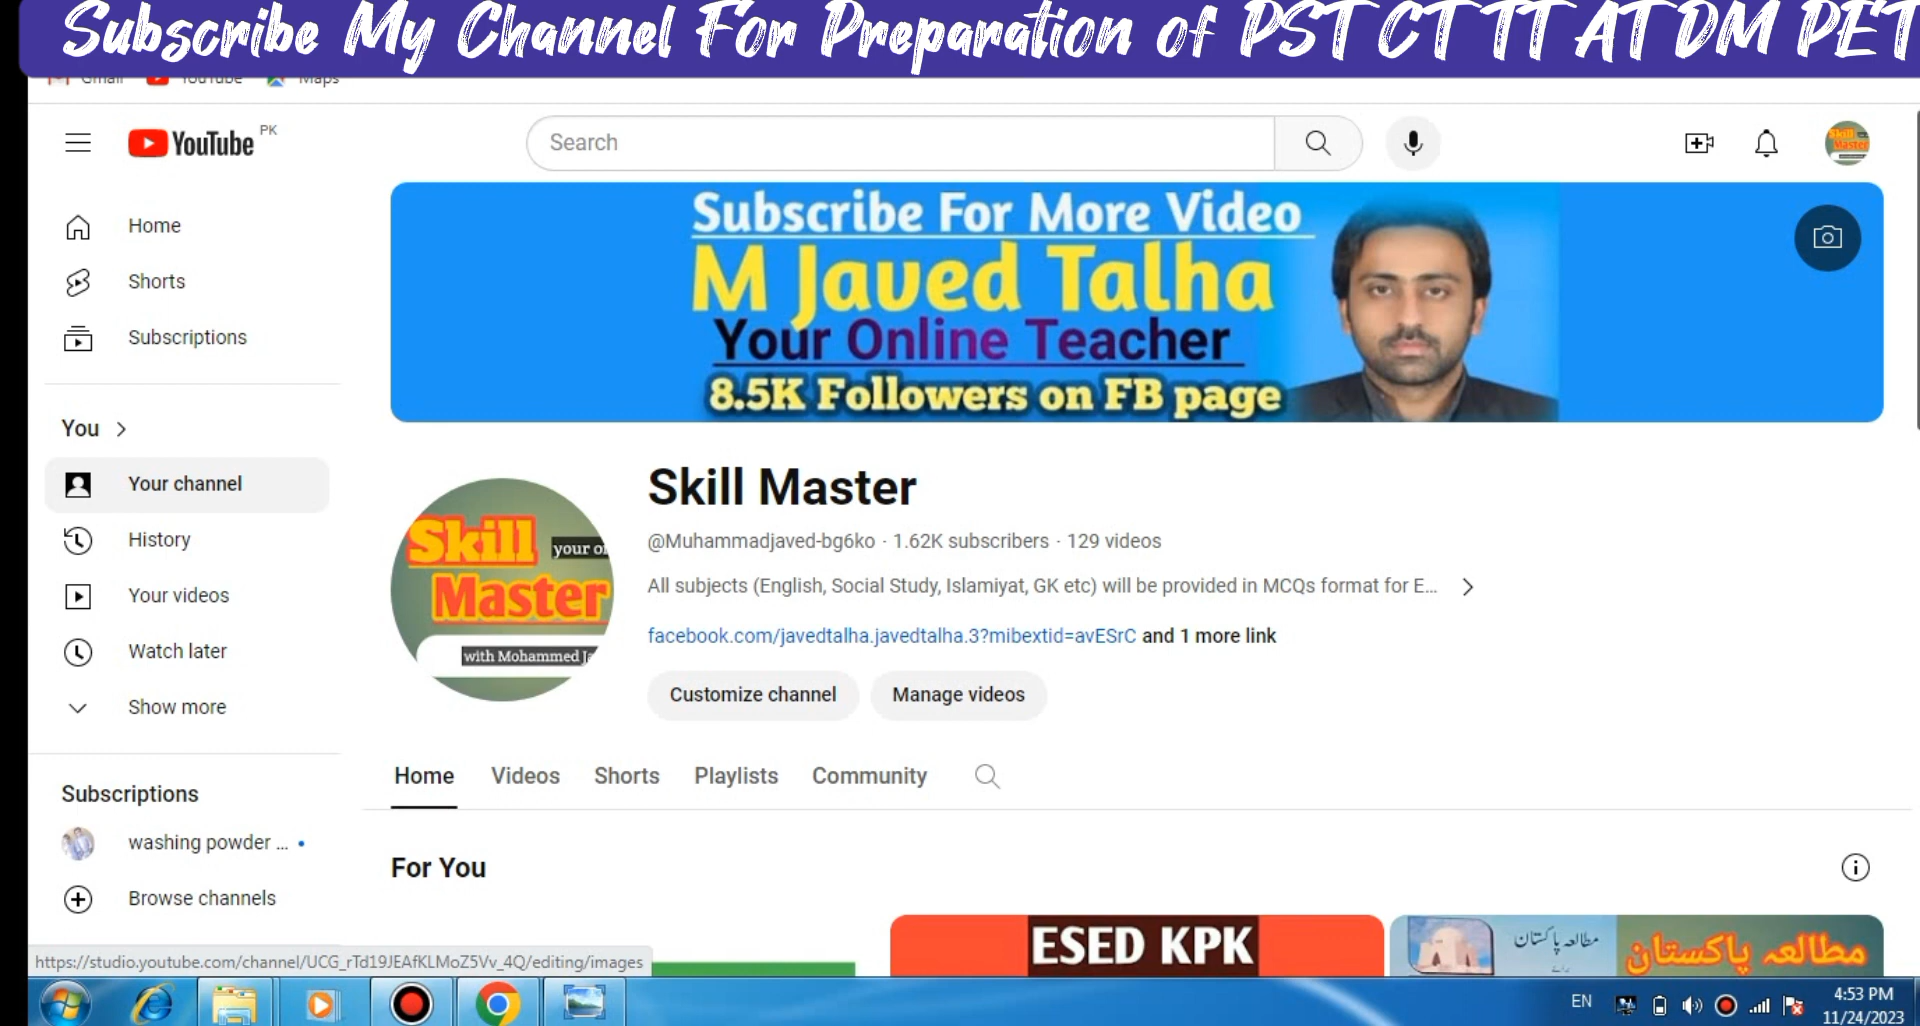 Subscribe My Channel For Preparation of PST CT TT AT DM PET
Gmail YouTube Maps
YouTube PK
Search
Skill
Master
Home
Shorts
Subscriptions
You
Your channel
History
Your videos
Watch later
Show more
Subscriptions
washing powder ...
Browse channels
Subscribe For More Video
M Javed Talha
Your Online Teacher
8.5K Followers on FB page
Skill
your o
Master
with Mohammed J
Skill Master
@Muhammadjaved-bg6ko · 1.62K subscribers · 129 videos
All subjects (English, Social Study, Islamiyat, GK etc) will be provided in MCQs format for E...
facebook.com/javedtalha.javedtalha.3?mibextid=avESrC and 1 more link
Customize channel Manage videos
Home Videos Shorts Playlists Community
For You
ESED KPK
مطالعہ پاکستان
مطالعہ پاکستان
https://studio.youtube.com/channel/UCG_rTd19JEAfKLMoZ5Vv_4Q/editing/images
EN
4:53 PM
11/24/2023